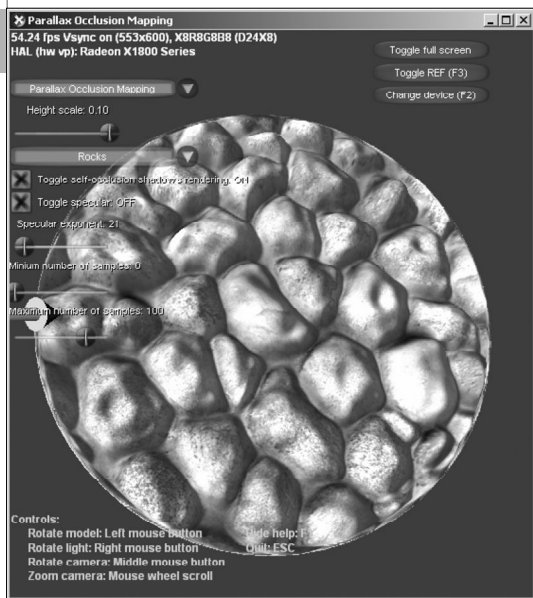 Parallax Occlusion Mapping
54.24 fps Vsync on (553x600), X8R8G8B8 (D24X8)
HAL (hw vp): Radeon X1800 Series
Toggle full screen
Toggle REF (F3)
Change device (F2)
Parallax Occlusion Mapping
Height scale: 0.10
Rocks
Toggle self-occlusion shadows rendering: ON
Toggle specular: OFF
Specular exponent: 21
Minium number of samples: 0
Maximum number of samples: 100
Controls:
Rotate model: Left mouse button
Hide help:
Rotate light: Right mouse button
Quit: ESC
Rotate camera: Middle mouse button
Zoom camera: Mouse wheel scroll